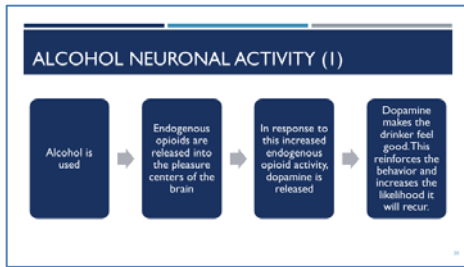 ALCOHOL NEURONAL ACTIVITY (1)
Alcohol is
used
Endogenous
opioids are
released into
the pleasure
centers of the
brain
In response to
this increased
endogenous
opioid activity,
dopamine is
released
Dopamine
makes the
drinker feel
good. This
reinforces the
behavior and
increases the
likelihood it
will recur.